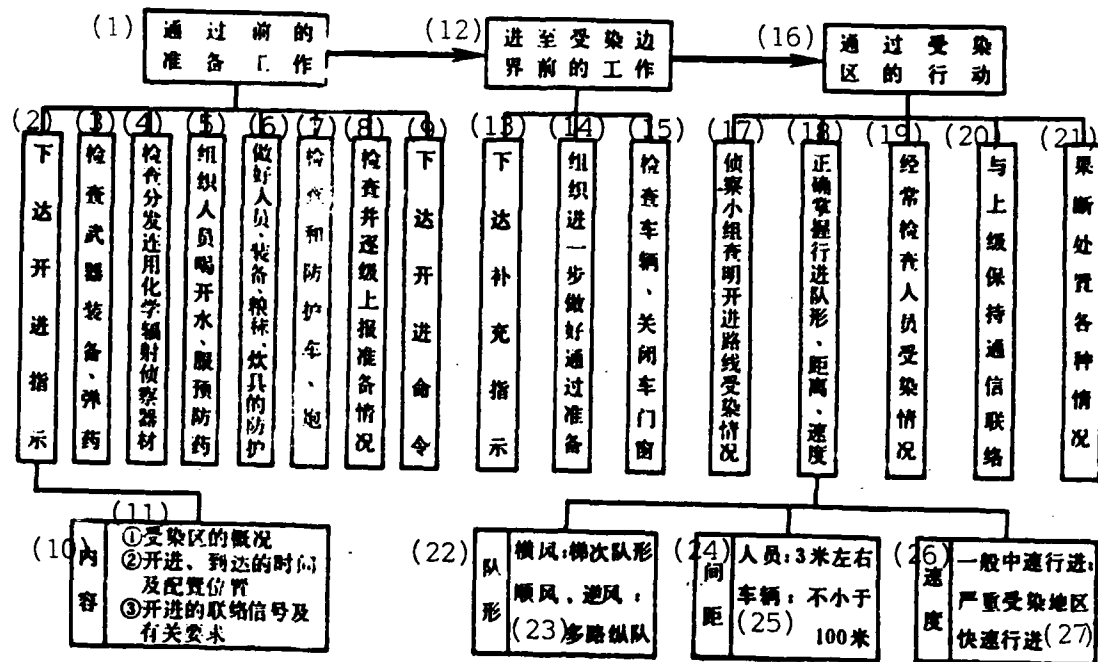 (1)
通过前的
准备工作
(12)
进至受染边
界前的工作
(16)
通过受染
区的行动
(2)
下达开进指示
(3)
检查武器装备、弹药
(4)
检查分发连用化学辐射侦察器材
(5)
组织人员喝开水、服预防药
(6)
做好人员、装备、粮秣、炊具的防护
(7)
检查和防护车、炮
(8)
检查并逐级上报准备情况
(9)
下达开进命令
(13)
下达补充指示
(14)
组织进一步做好通过准备
(15)
检查车辆、关闭车门窗
(17)
侦察小组查明开进路线受染情况
(18)
正确掌握行进队形、距离、速度
(19)
经常检查人员受染情况
(20)
与上级保持通信联络
(21)
果断处置各种情况
(10)
内容
(11)
①受染区的概况
②开进、到达的时间
及配置位置
③开进的联络信号及
有关要求
(22)
队形
横风:梯次队形
顺风、逆风:
(23)多路纵队
(24)
间距
人员:3米左右
车辆:不小于
(25) 100米
(26)
速度
一般中速行进;
严重受染地区
快速行进(27)